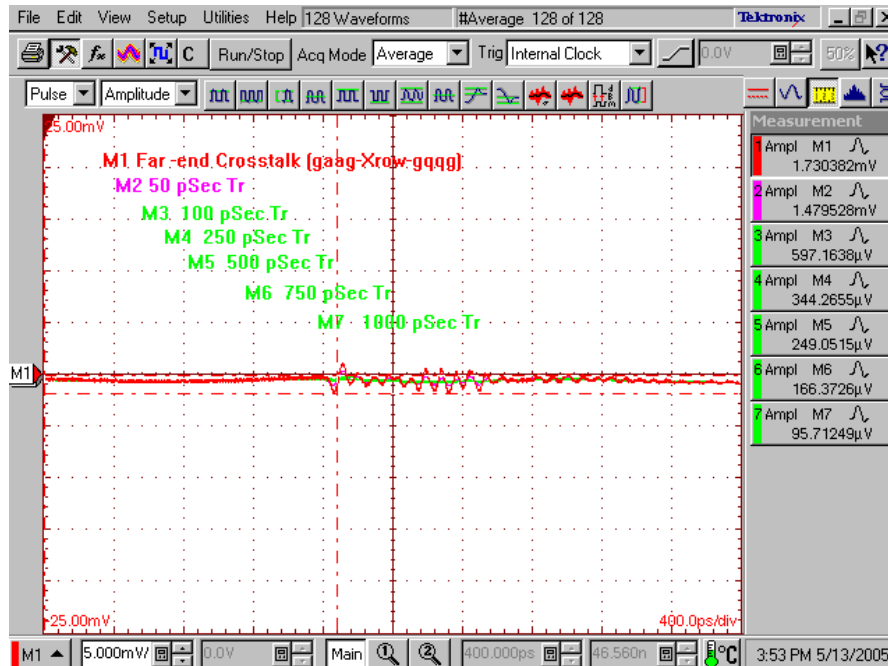 File Edit View Setup Utilities Help 128 Waveforms #Average 128 of 128 Tektronix
C Run/Stop Acq Mode Average Trig Internal Clock 0.0V 50%
Pulse Amplitude
25.00mV
M1 Far -end Crosstalk (gaag-Xrow-gqqg)
M2 50 pSec Tr
M3 100 pSec Tr
M4 250 pSec Tr
M5 500 pSec Tr
M6 750 pSec Tr
M7 1000 pSec Tr
M1
-25.00mV
400.0ps/div
Measurement
1 Ampl M1
1.730382mV
2 Ampl M2
1.479528mV
3 Ampl M3
597.1638µV
4 Ampl M4
344.2655µV
5 Ampl M5
249.0515µV
6 Ampl M6
166.3726µV
7 Ampl M7
95.71249µV
M1 5.000mV/ 0.0V Main 1 2 400.000ps 46.560n °C 3:53 PM 5/13/2005